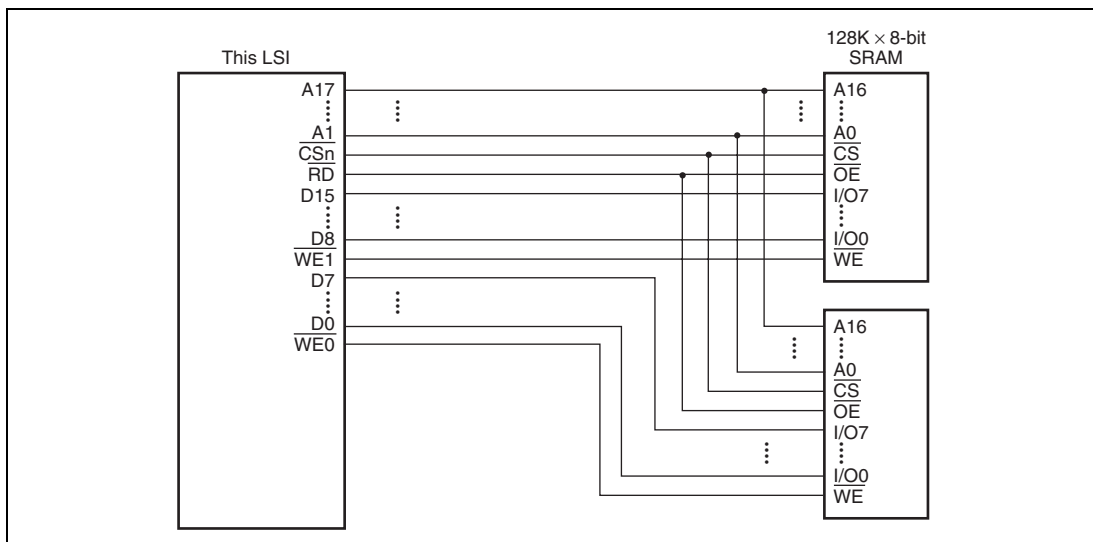 This LSI
A17
A1
CSn
RD
D15
D8
WE1
D7
D0
WE0
128K × 8-bit
SRAM
A16
A0
CS
OE
I/O7
I/O0
WE
A16
A0
CS
OE
I/O7
I/O0
WE